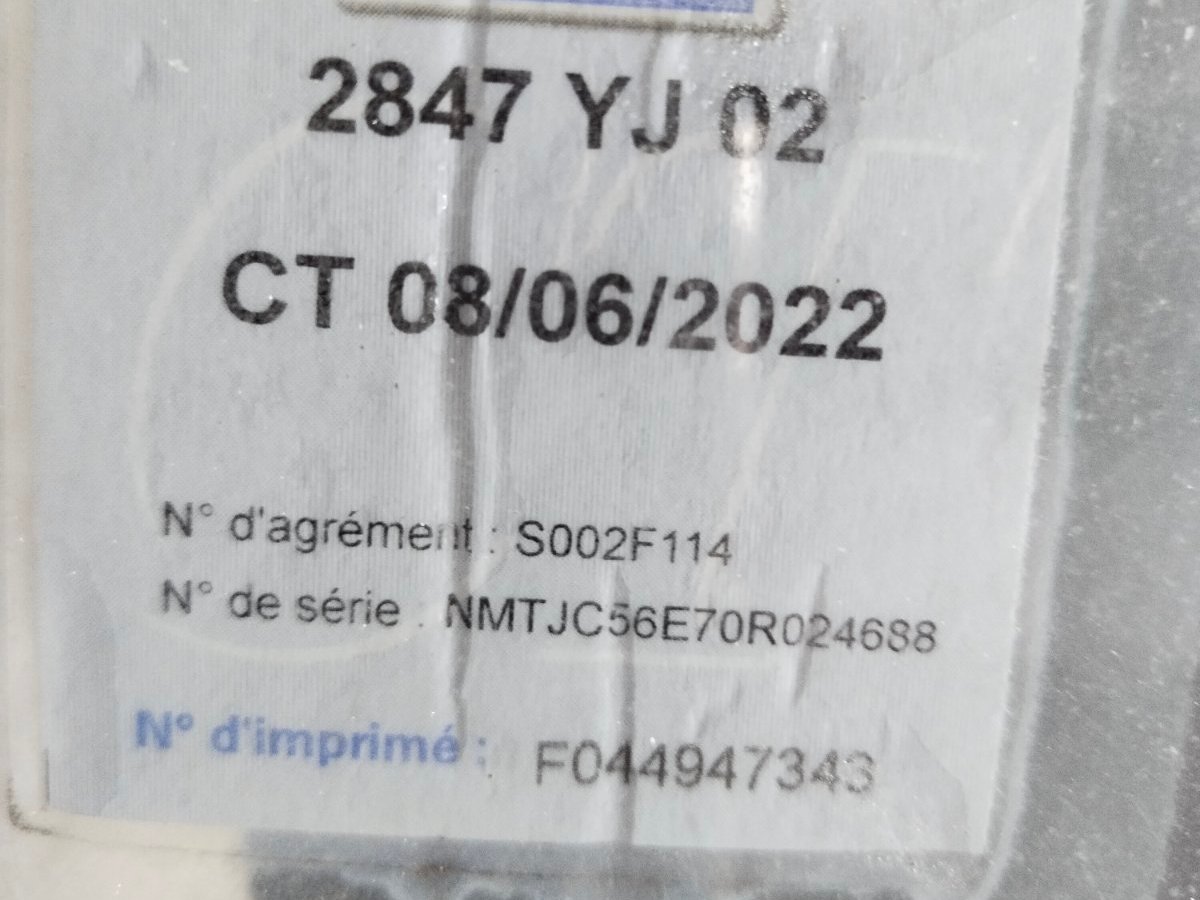 2847 YJ 02
CT 08/06/2022
N° d'agrément : S002F114
N° de série : NMTJC56E70R024688
N° d'imprimé : F044947343